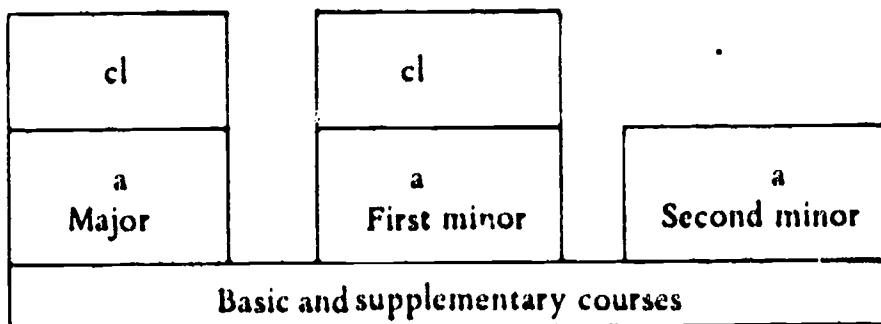 cl
cl
a
Major
a
First minor
a
Second minor
Basic and supplementary courses